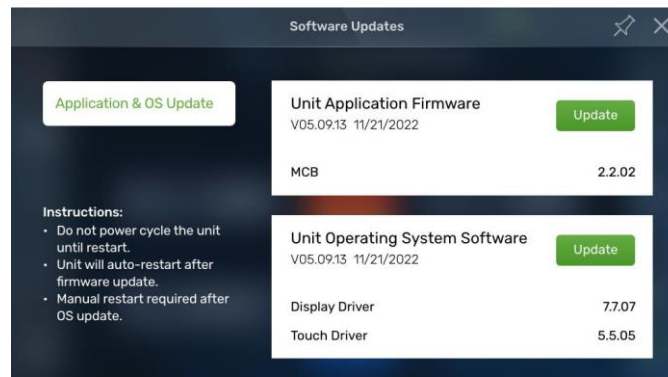 Software Updates
Application & OS Update
Instructions:
• Do not power cycle the unit
until restart.
• Unit will auto-restart after
firmware update.
• Manual restart required after
OS update.
Unit Application Firmware
V05.09.13 11/21/2022
Update
MCB 2.2.02
Unit Operating System Software
V05.09.13 11/21/2022
Update
Display Driver 7.7.07
Touch Driver 5.5.05